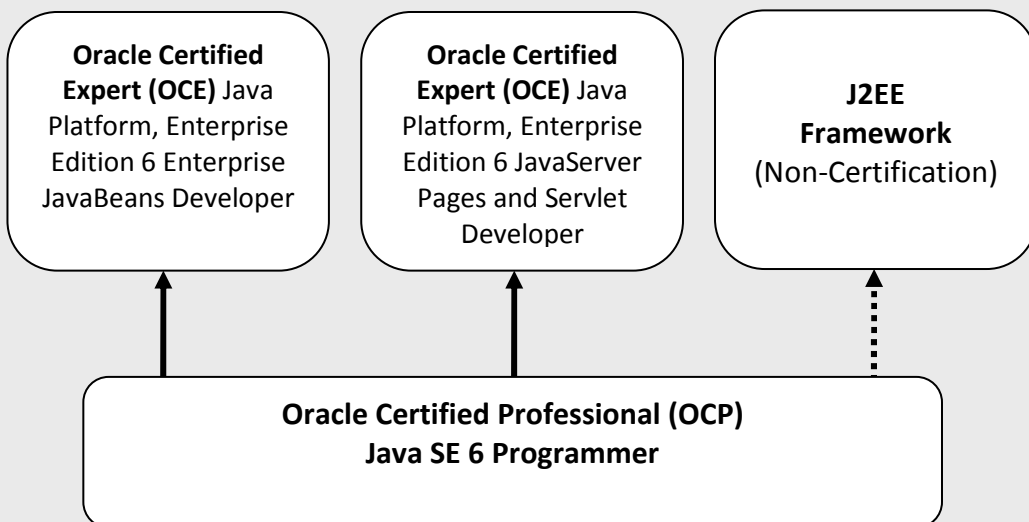 Oracle Certified
Expert (OCE) Java
Platform, Enterprise
Edition 6 Enterprise
JavaBeans Developer
Oracle Certified
Expert (OCE) Java
Platform, Enterprise
Edition 6 JavaServer
Pages and Servlet
Developer
J2EE
Framework
(Non-Certification)
Oracle Certified Professional (OCP)
Java SE 6 Programmer